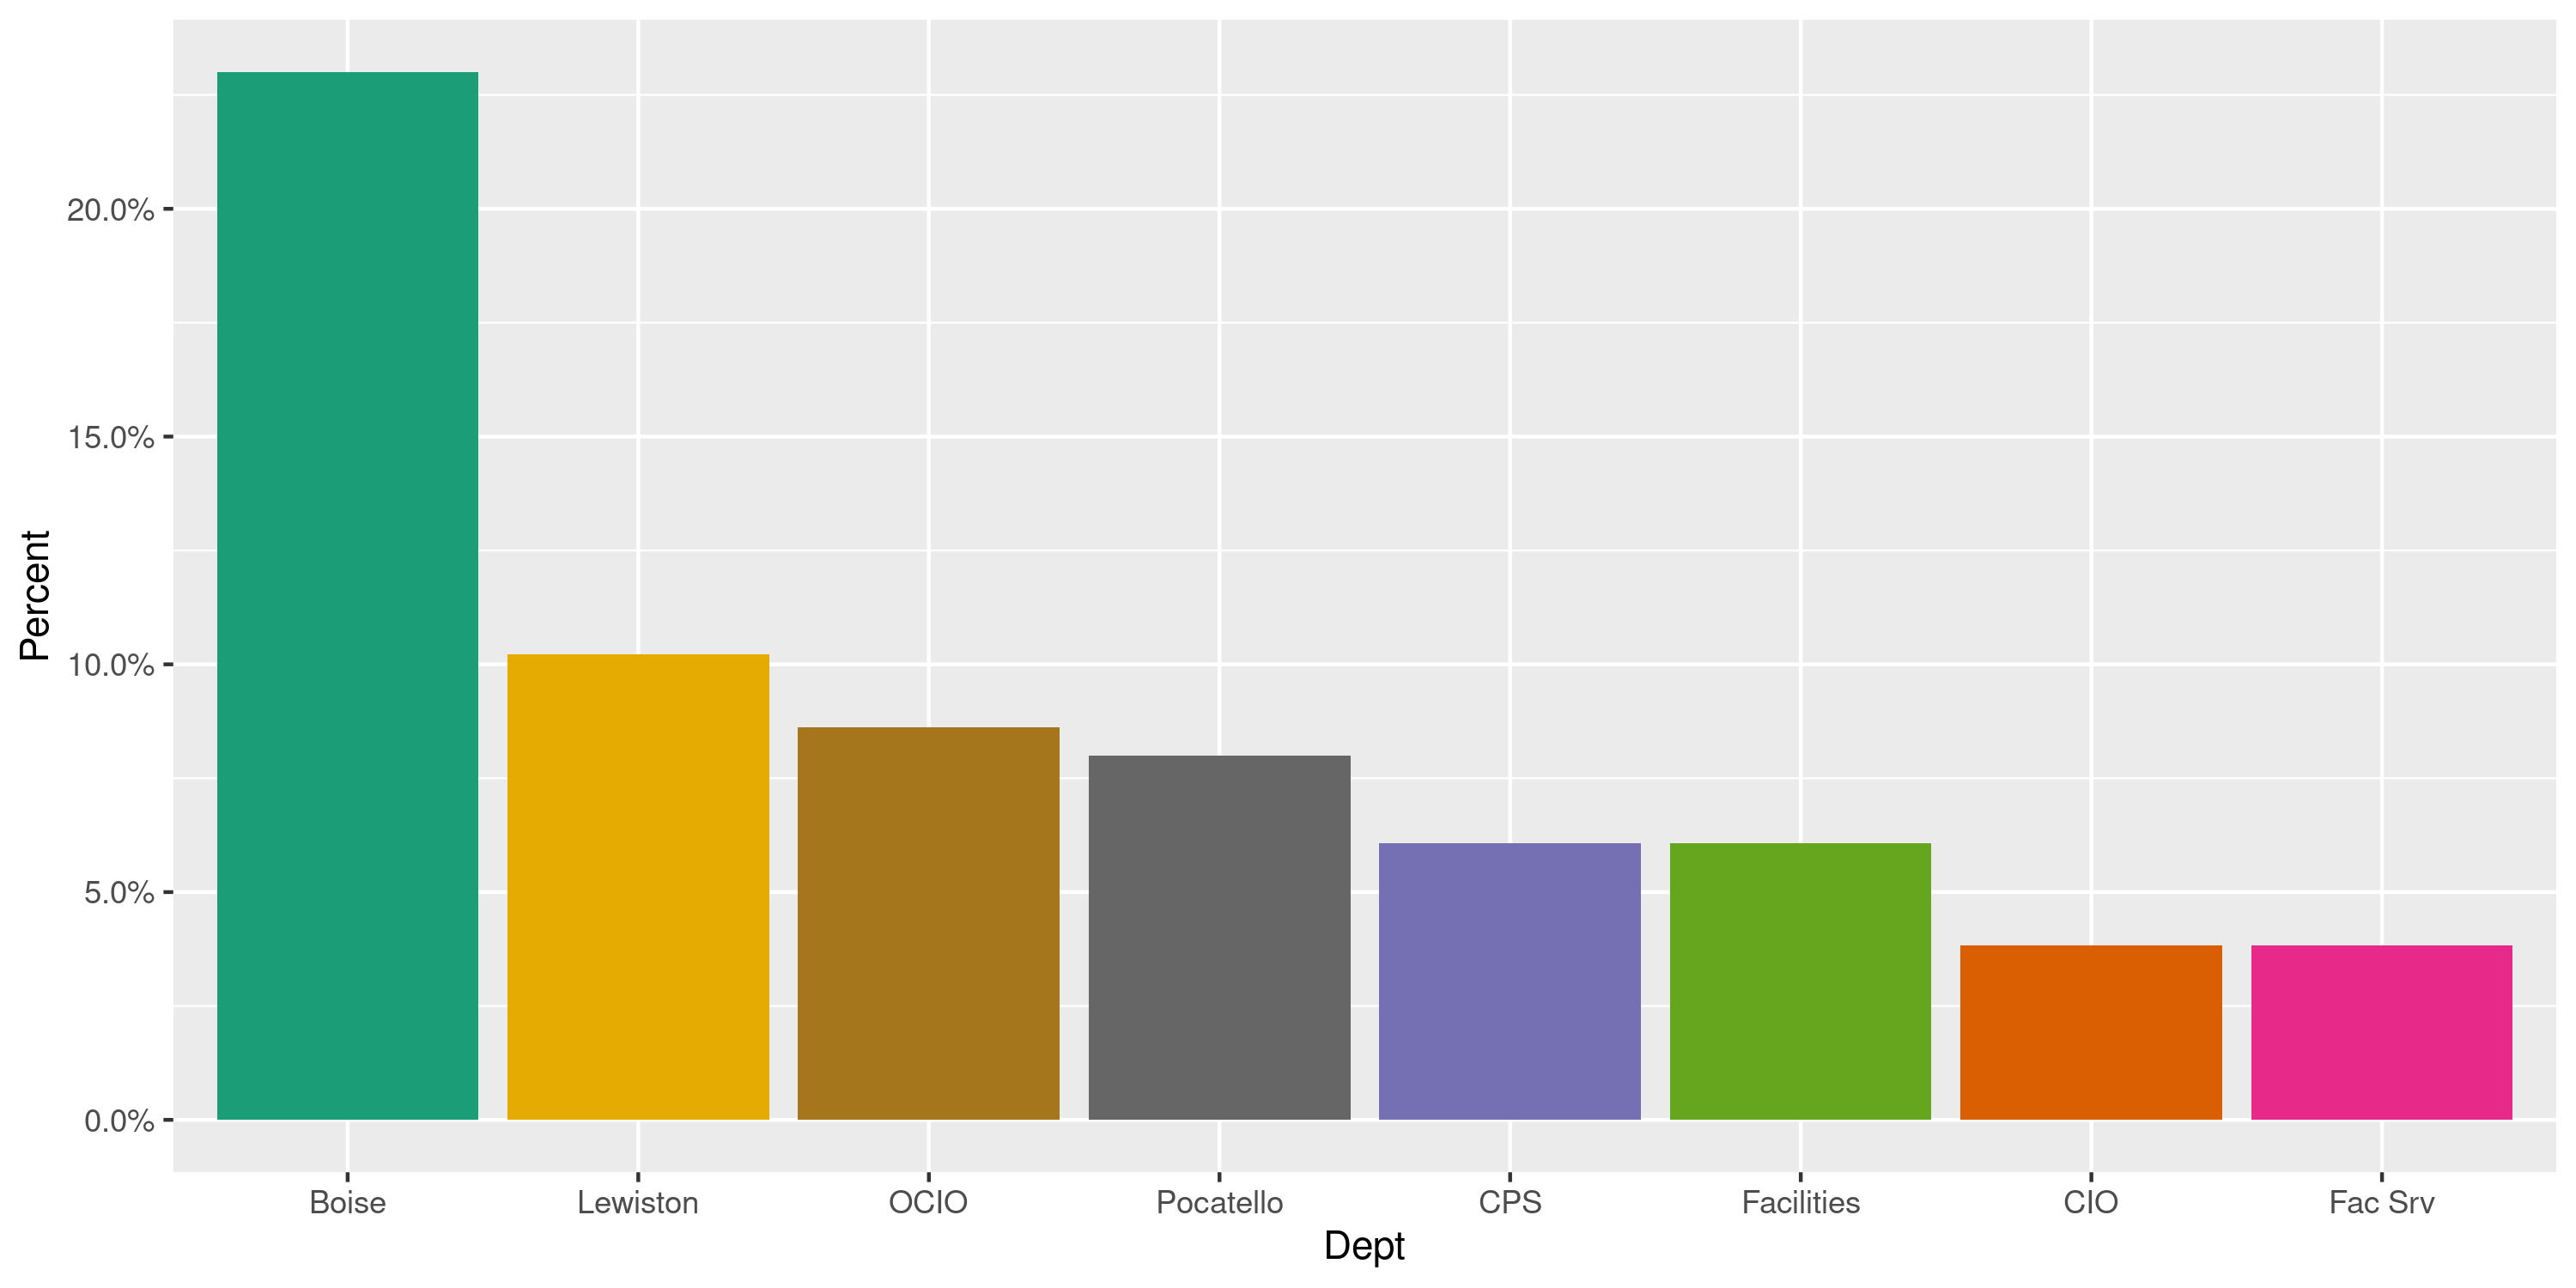 Percent
20.0%
15.0%
10.0%
5.0%
0.0%
Boise Lewiston OCIO Pocatello CPS Facilities CIO Fac Srv
Dept